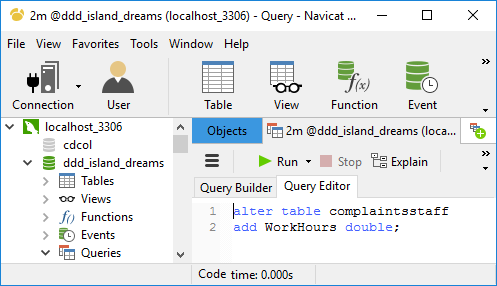 2m @ddd_island_dreams (localhost_3306) - Query - Navicat
File View Favorites Tools Window Help
Connection User Table View Function Event
f(x)
localhost_3306
cdcol
ddd_island_dreams
Tables
Views
Functions
Events
Queries
Objects 2m @ddd_island_dreams (loca...
Run Stop Explain
Query Builder Query Editor
1 alter table complaintsstaff
2 add WorkHours double;
Code time: 0.000s